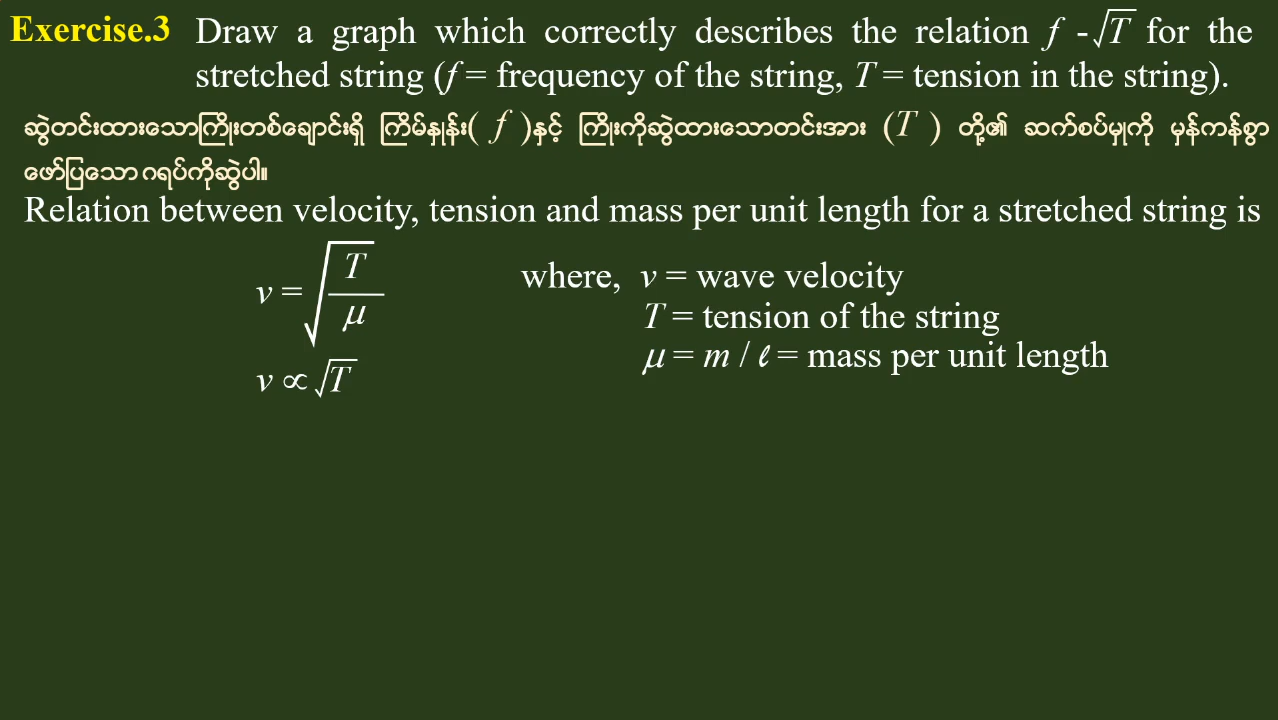 Exercise.3 Draw a graph which correctly describes the relation f - √T for the
stretched string (f = frequency of the string, T = tension in the string).
ဆွဲတင်းထားသောကြိုးတစ်ချောင်းရှိ ကြိမ်နှုန်း( f )နှင့် ကြိုးကိုဆွဲထားသောတင်းအား (T ) တို့၏ ဆက်စပ်မှုကို မှန်ကန်စွာ
ဖော်ပြသော ဂရပ်ကိုဆွဲပါ။
Relation between velocity, tension and mass per unit length for a stretched string is
v = √(T/μ) where, v = wave velocity
T = tension of the string
μ = m / ℓ = mass per unit length
v ∝ √T